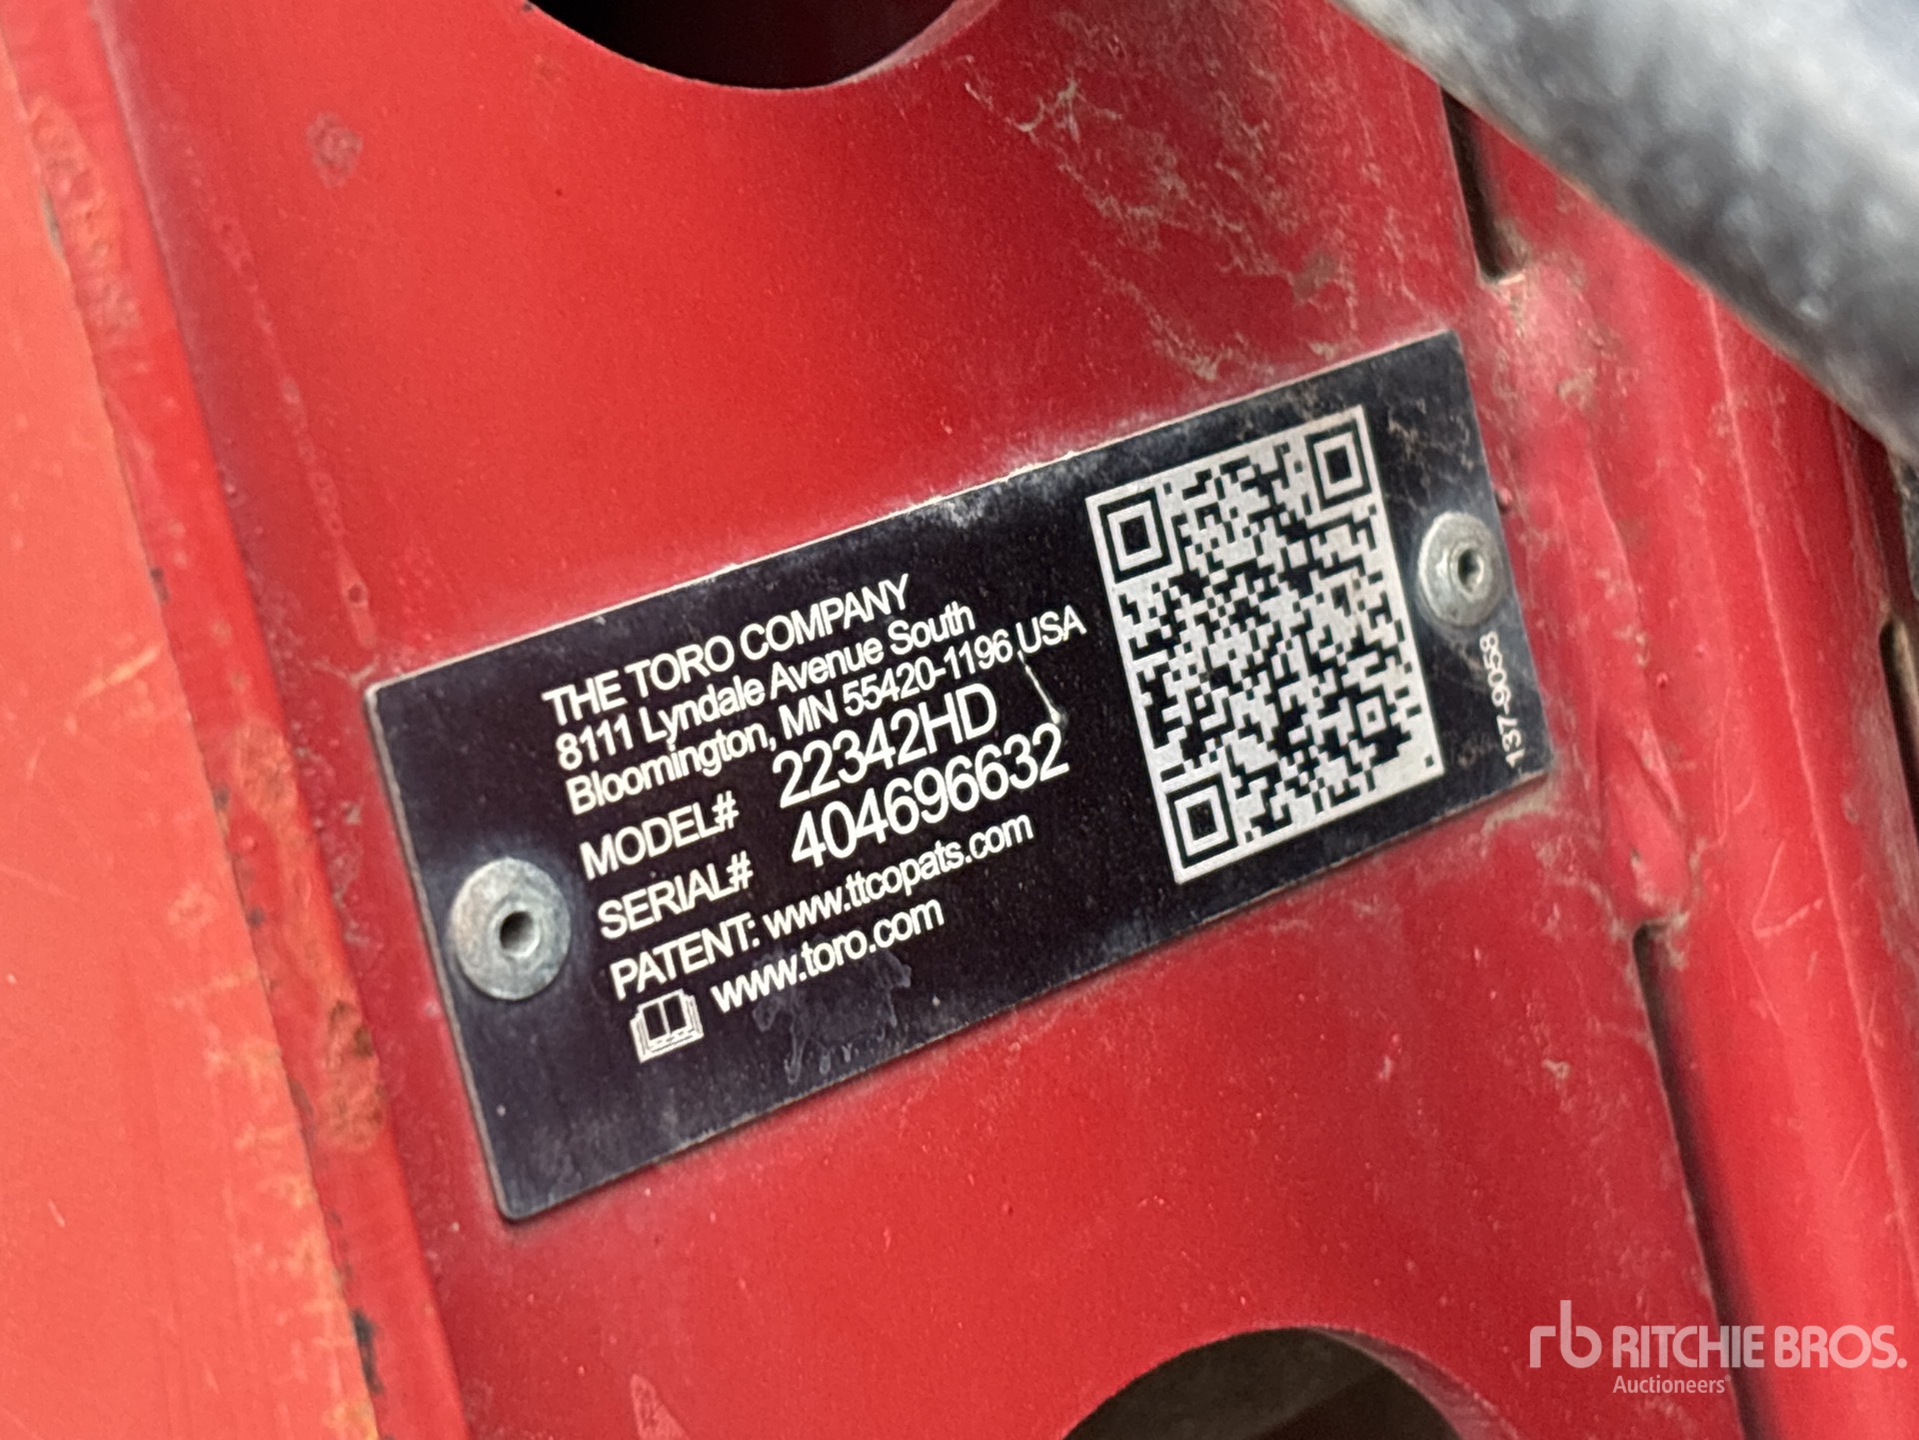 THE TORO COMPANY
8111 Lyndale Avenue South
Bloomington, MN 55420-1196 USA
MODEL# 22342HD
SERIAL# 404696632
PATENT: www.ttcopats.com
www.toro.com
137-9058
rb RITCHIE BROS.
Auctioneers